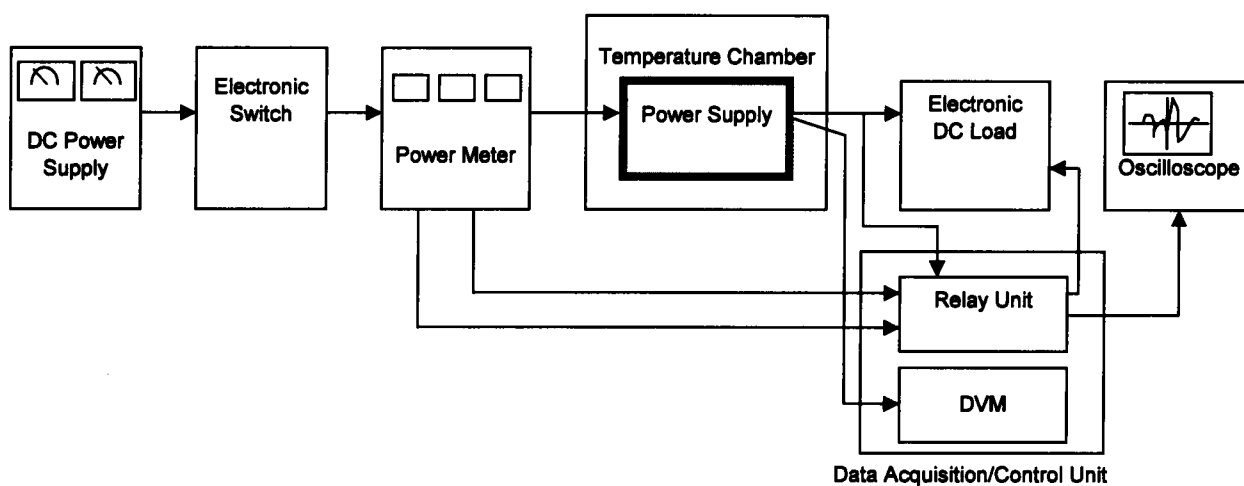 DC Power
Supply
Electronic
Switch
Power Meter
Temperature Chamber
Power Supply
Electronic
DC Load
Oscilloscope
Relay Unit
DVM
Data Acquisition/Control Unit